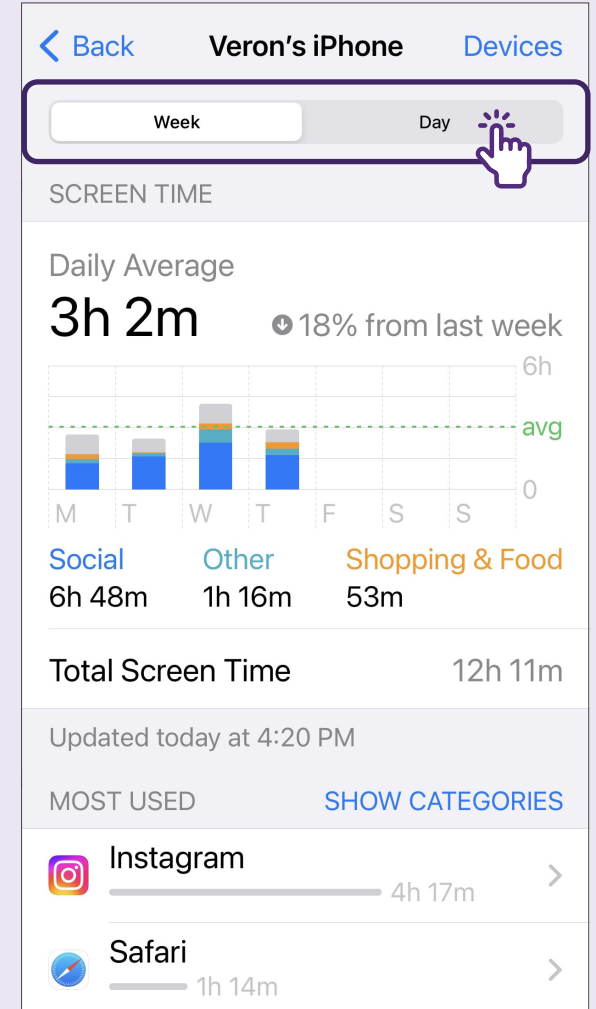 Back Veron's iPhone Devices
Week Day
SCREEN TIME
Daily Average
3h 2m 18% from last week
6h
avg
0
M T W T F S S
Social Other Shopping & Food
6h 48m 1h 16m 53m
Total Screen Time 12h 11m
Updated today at 4:20 PM
MOST USED SHOW CATEGORIES
Instagram
4h 17m
Safari
1h 14m